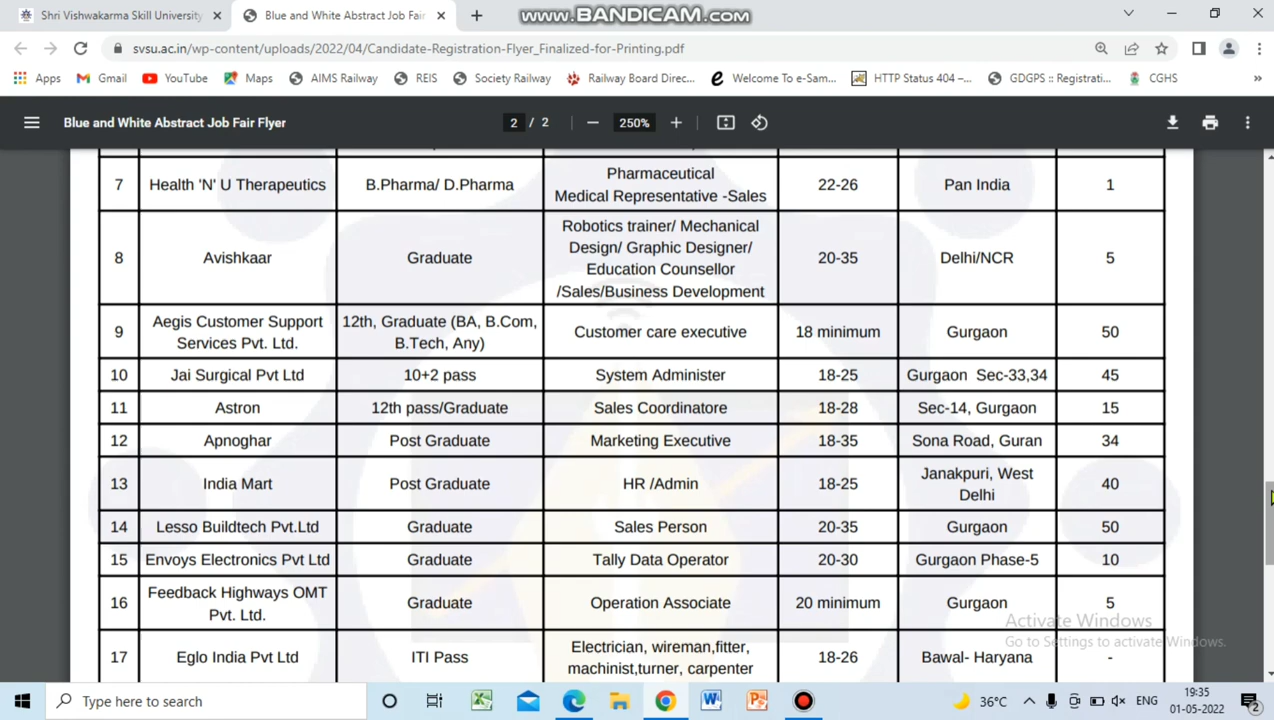 Shri Vishwakarma Skill University
Blue and White Abstract Job Fair
www.BANDICAM.com
svsu.ac.in/wp-content/uploads/2022/04/Candidate-Registration-Flyer_Finalized-for-Printing.pdf
Apps Gmail YouTube Maps AIMS Railway REIS Society Railway Railway Board Direc... Welcome To e-Sam... HTTP Status 404 –... GDGPS :: Registrati... CGHS »
Blue and White Abstract Job Fair Flyer 2 / 2 250%
7 Health 'N' U Therapeutics B.Pharma/ D.Pharma Pharmaceutical
Medical Representative -Sales 22-26 Pan India 1
8 Avishkaar Graduate Robotics trainer/ Mechanical
Design/ Graphic Designer/
Education Counsellor
/Sales/Business Development 20-35 Delhi/NCR 5
9 Aegis Customer Support
Services Pvt. Ltd. 12th, Graduate (BA, B.Com,
B.Tech, Any) Customer care executive 18 minimum Gurgaon 50
10 Jai Surgical Pvt Ltd 10+2 pass System Administer 18-25 Gurgaon Sec-33,34 45
11 Astron 12th pass/Graduate Sales Coordinatore 18-28 Sec-14, Gurgaon 15
12 Apnoghar Post Graduate Marketing Executive 18-35 Sona Road, Guran 34
13 India Mart Post Graduate HR /Admin 18-25 Janakpuri, West
Delhi 40
14 Lesso Buildtech Pvt.Ltd Graduate Sales Person 20-35 Gurgaon 50
15 Envoys Electronics Pvt Ltd Graduate Tally Data Operator 20-30 Gurgaon Phase-5 10
16 Feedback Highways OMT
Pvt. Ltd. Graduate Operation Associate 20 minimum Gurgaon 5
17 Eglo India Pvt Ltd ITI Pass Electrician, wireman,fitter,
machinist,turner, carpenter 18-26 Bawal- Haryana -
Activate Windows
Go to Settings to activate Windows.
Type here to search
36°C ENG 19:35
01-05-2022
2